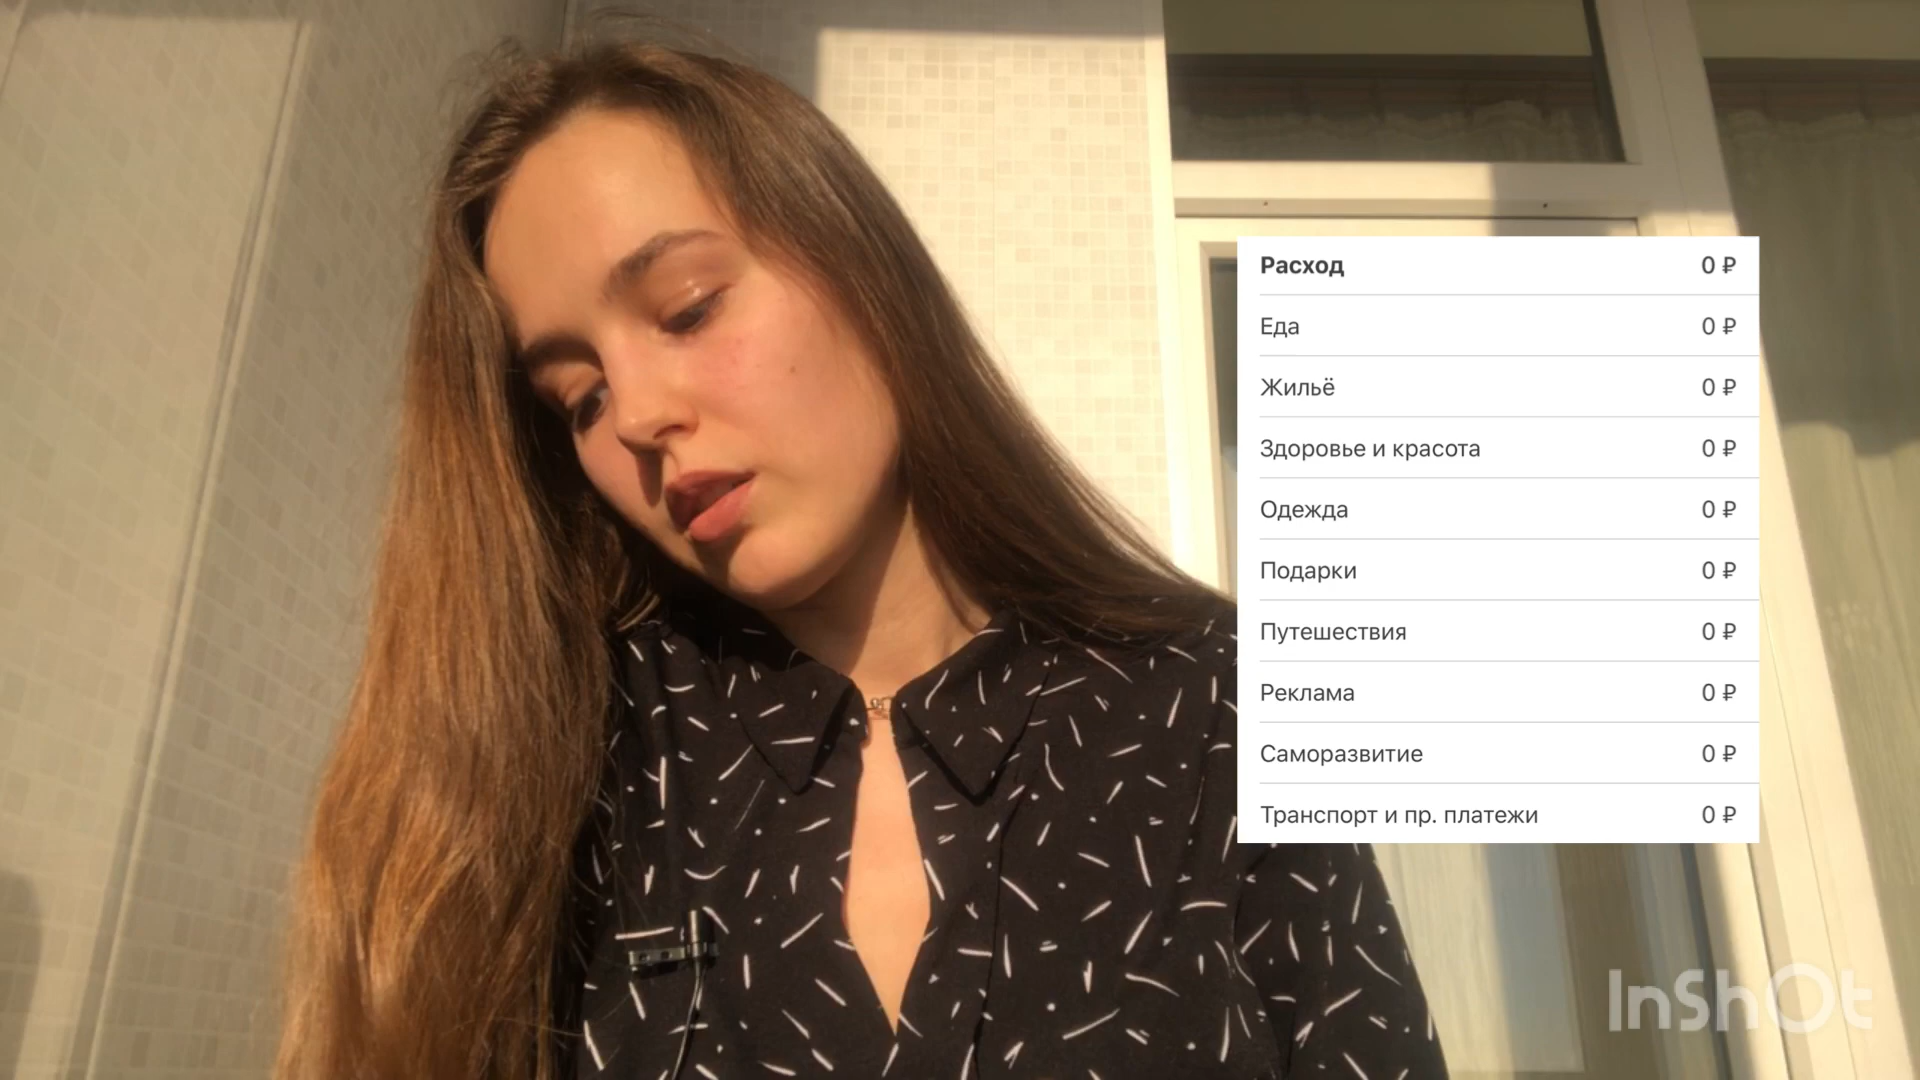 Расход 0 ₽
Еда 0 ₽
Жильё 0 ₽
Здоровье и красота 0 ₽
Одежда 0 ₽
Подарки 0 ₽
Путешествия 0 ₽
Реклама 0 ₽
Саморазвитие 0 ₽
Транспорт и пр. платежи 0 ₽
InShOt